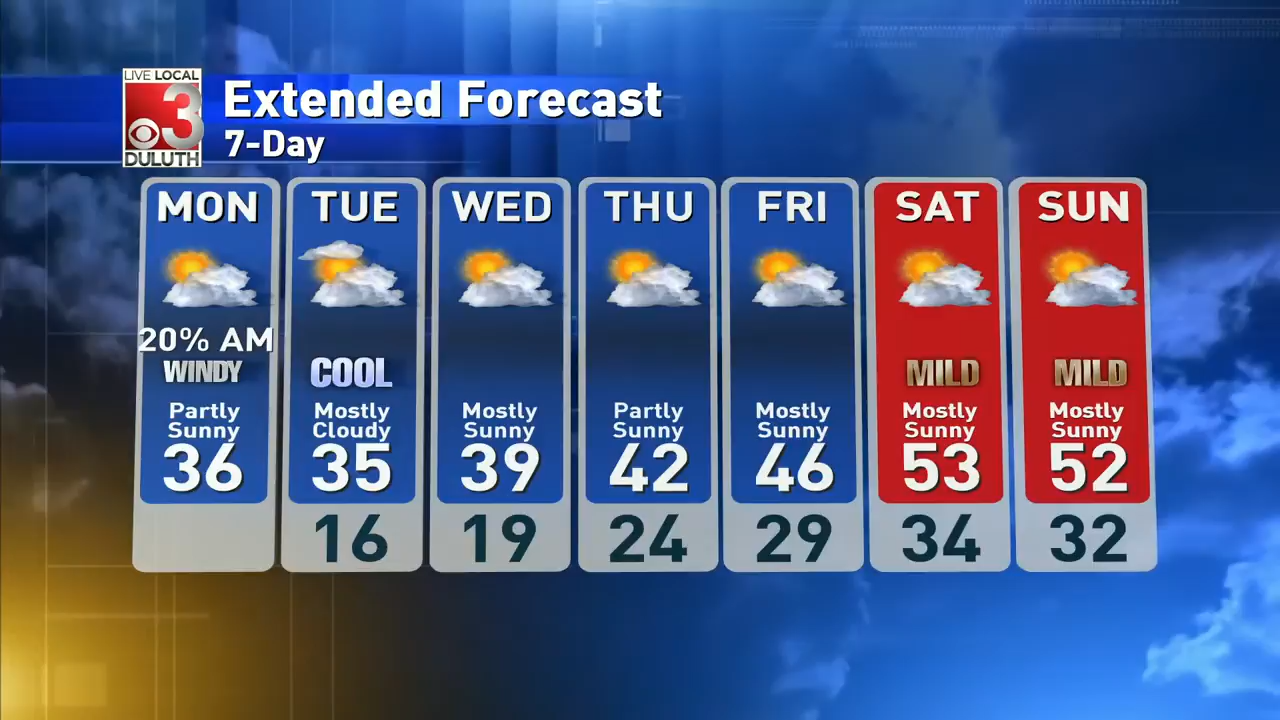 LIVE LOCAL
3
DULUTH
Extended Forecast
7-Day
MON
20% AM
WINDY
Partly
Sunny
36
TUE
COOL
Mostly
Cloudy
35
16
WED
Mostly
Sunny
39
19
THU
Partly
Sunny
42
24
FRI
Mostly
Sunny
46
29
SAT
MILD
Mostly
Sunny
53
34
SUN
MILD
Mostly
Sunny
52
32